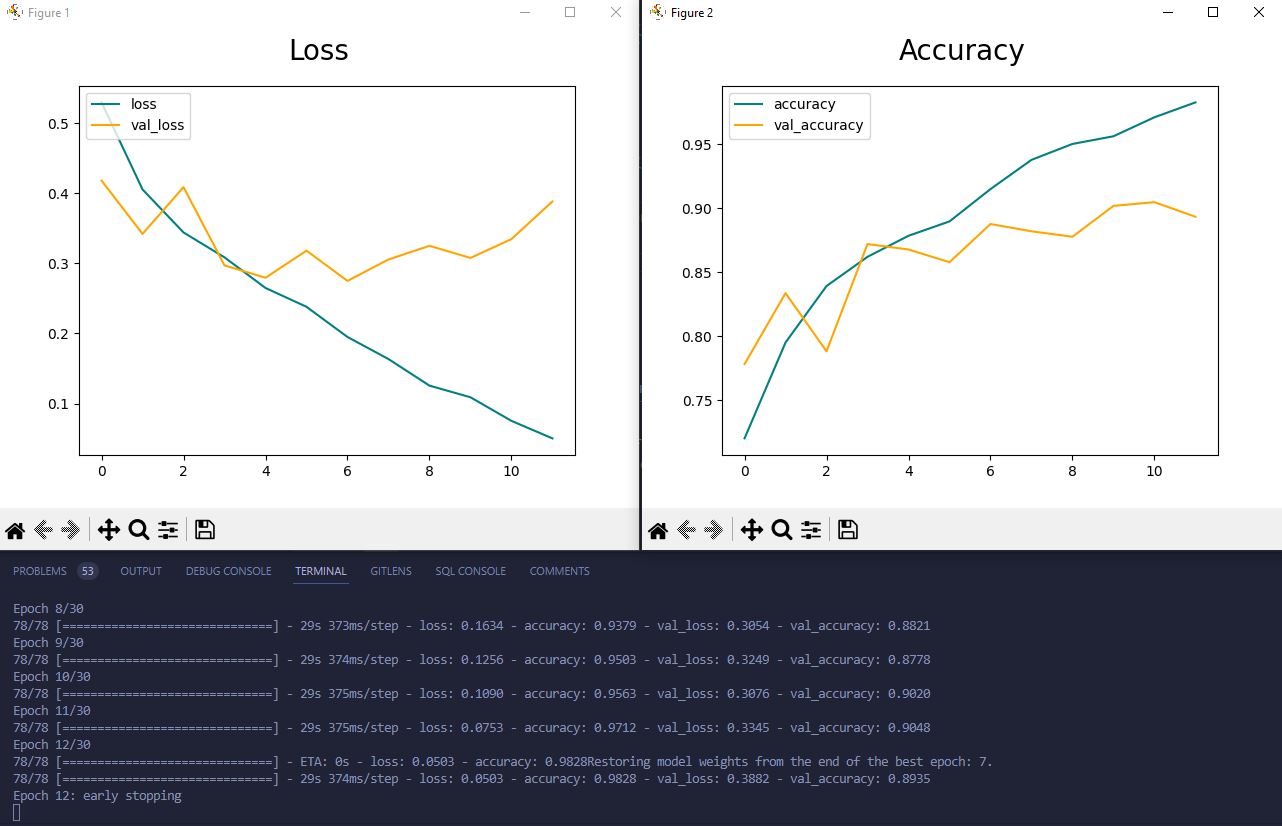 Figure 1
Loss
loss
val_loss
0.5
0.4
0.3
0.2
0.1
0 2 4 6 8 10
Figure 2
Accuracy
accuracy
val_accuracy
0.95
0.90
0.85
0.80
0.75
0 2 4 6 8 10
PROBLEMS 53 OUTPUT DEBUG CONSOLE TERMINAL GITLENS SQL CONSOLE COMMENTS
Epoch 8/30
78/78 [==============================] - 29s 373ms/step - loss: 0.1634 - accuracy: 0.9379 - val_loss: 0.3054 - val_accuracy: 0.8821
Epoch 9/30
78/78 [==============================] - 29s 374ms/step - loss: 0.1256 - accuracy: 0.9503 - val_loss: 0.3249 - val_accuracy: 0.8778
Epoch 10/30
78/78 [==============================] - 29s 375ms/step - loss: 0.1090 - accuracy: 0.9563 - val_loss: 0.3076 - val_accuracy: 0.9020
Epoch 11/30
78/78 [==============================] - 29s 375ms/step - loss: 0.0753 - accuracy: 0.9712 - val_loss: 0.3345 - val_accuracy: 0.9048
Epoch 12/30
78/78 [==============================] - ETA: 0s - loss: 0.0503 - accuracy: 0.9828Restoring model weights from the end of the best epoch: 7.
78/78 [==============================] - 29s 374ms/step - loss: 0.0503 - accuracy: 0.9828 - val_loss: 0.3882 - val_accuracy: 0.8935
Epoch 12: early stopping